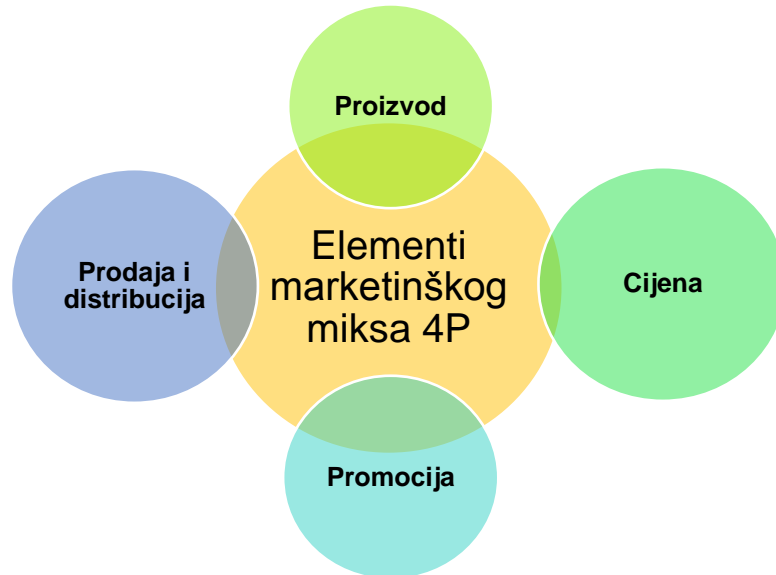 Proizvod
Elementi
marketinškog
miksa 4P
Prodaja i
distribucija
Cijena
Promocija